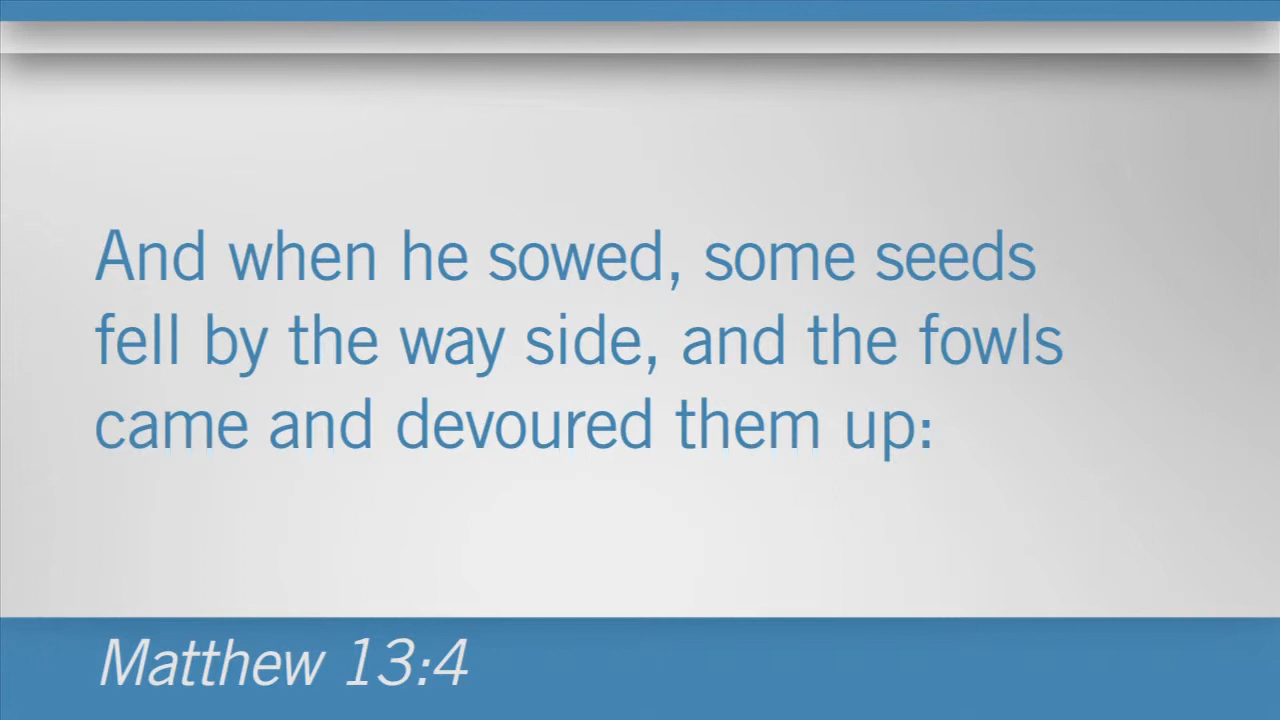 And when he sowed, some seeds
fell by the way side, and the fowls
came and devoured them up:
Matthew 13:4